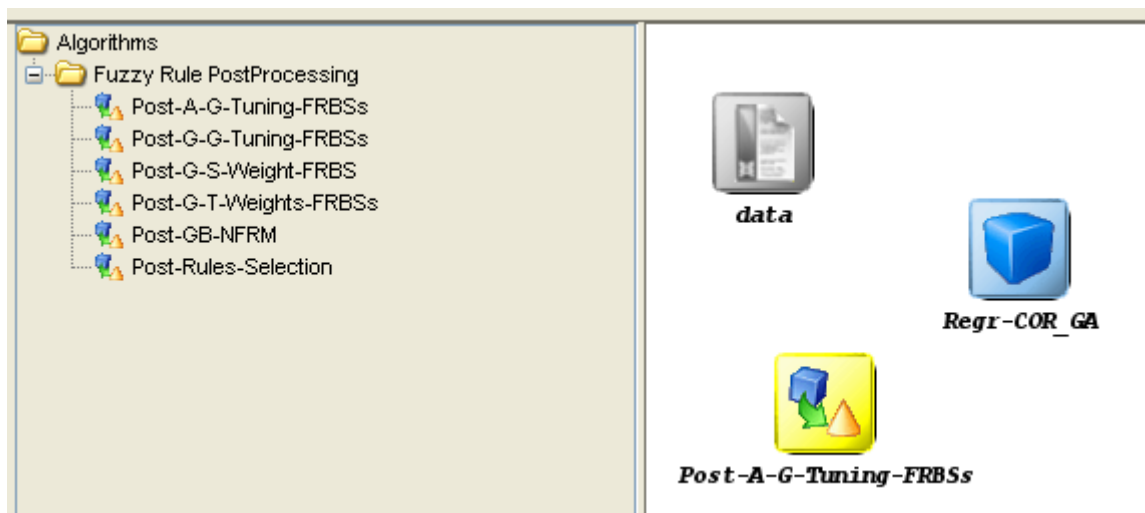 Algorithms
Fuzzy Rule PostProcessing
Post-A-G-Tuning-FRBSs
Post-G-G-Tuning-FRBSs
Post-G-S-Weight-FRBS
Post-G-T-Weights-FRBSs
Post-GB-NFRM
Post-Rules-Selection
data
Regr-COR_GA
Post-A-G-Tuning-FRBSs